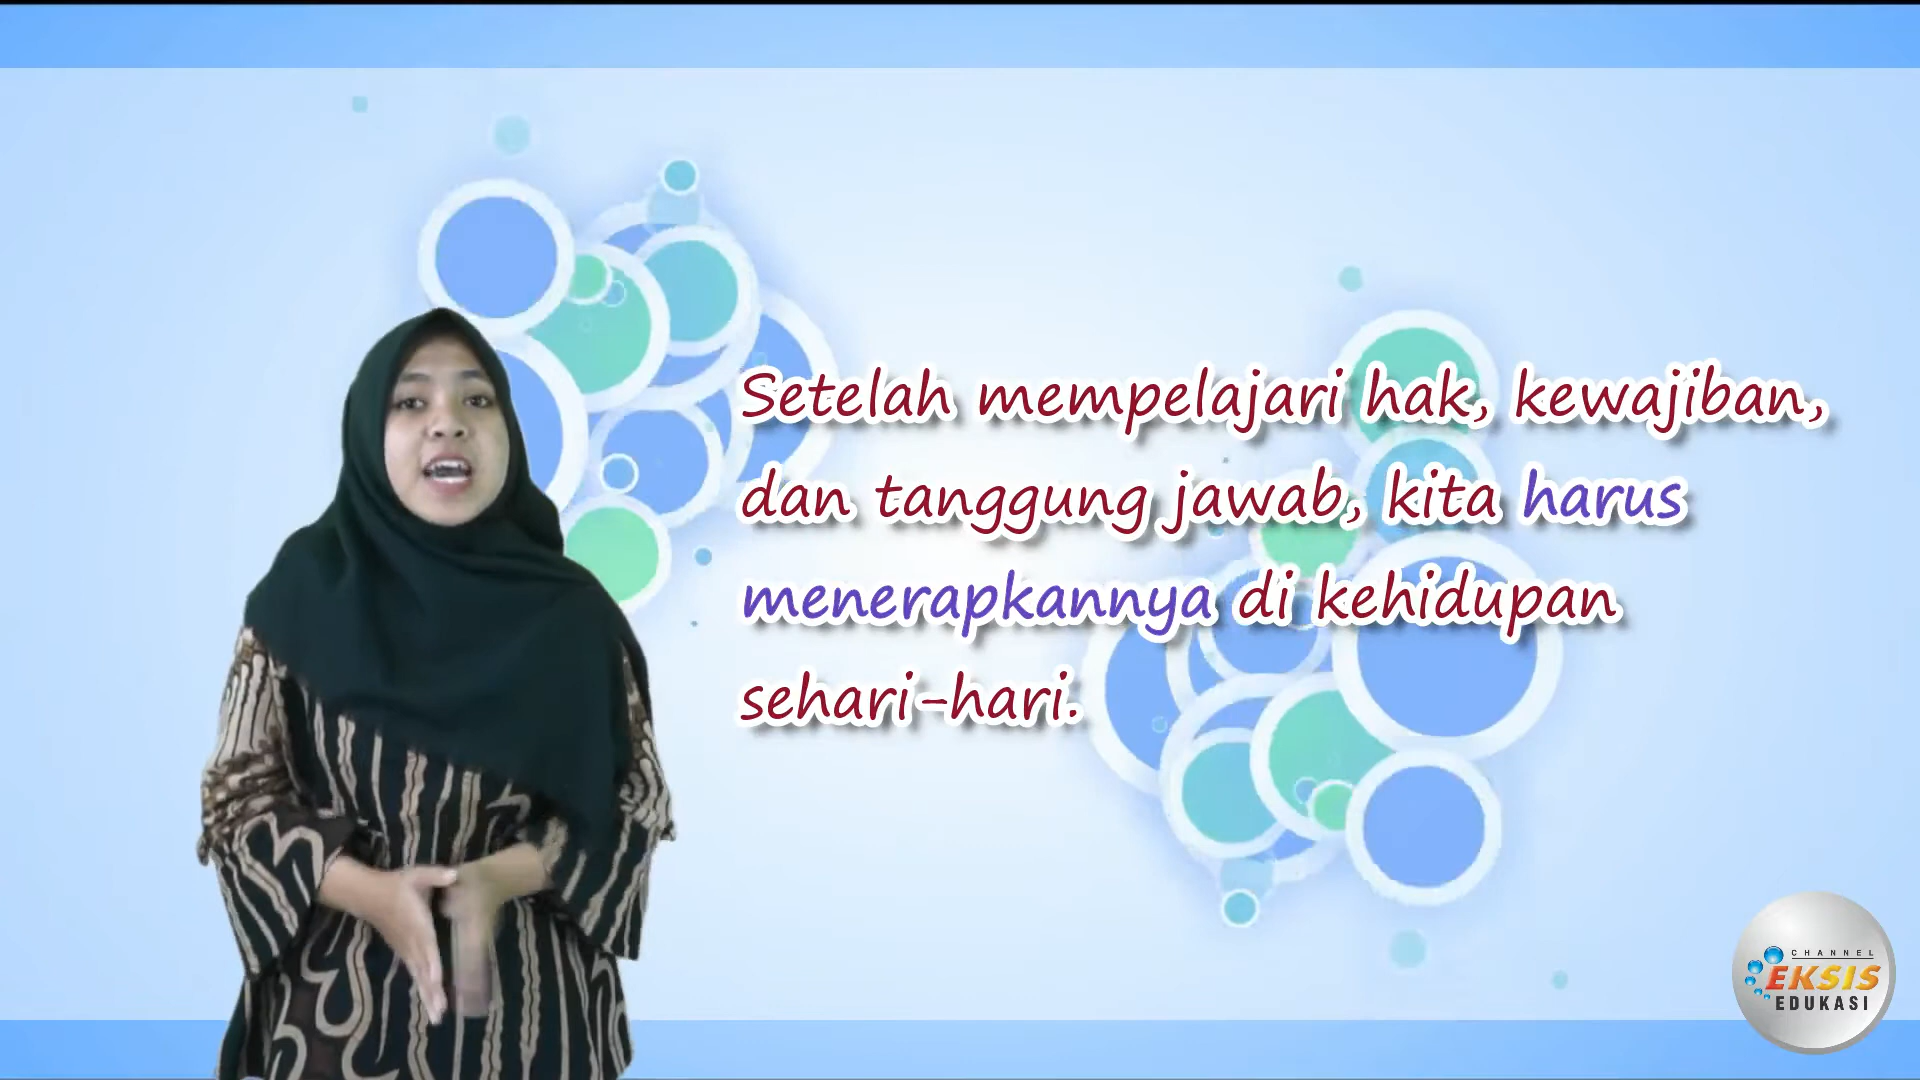 Setelah mempelajari hak, kewajiban,
dan tanggung jawab, kita harus
menerapkannya di kehidupan
sehari-hari.
CHANNEL
EKSIS
EDUKASI